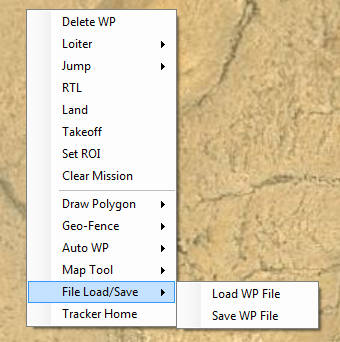 Delete WP
Loiter
Jump
RTL
Land
Takeoff
Set ROI
Clear Mission
Draw Polygon
Geo-Fence
Auto WP
Map Tool
File Load/Save
Tracker Home
Load WP File
Save WP File